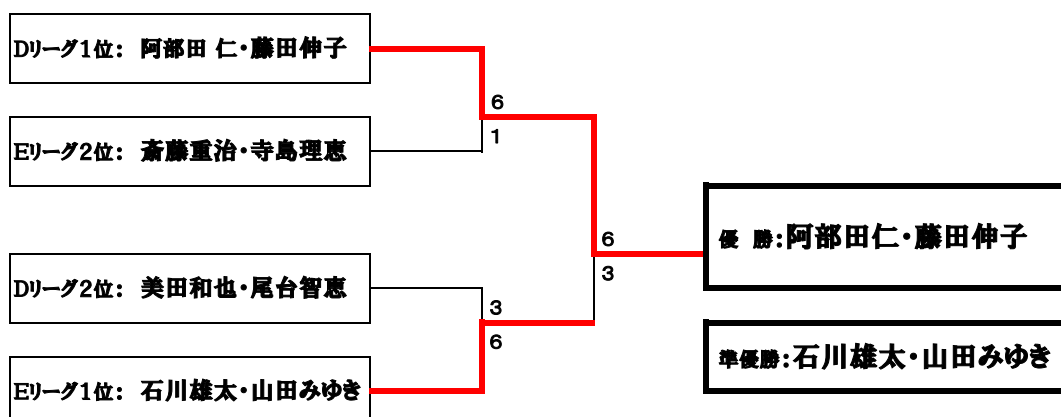 Dリーグ1位： 阿部田 仁・藤田伸子
6
1
Eリーグ2位： 斎藤重治・寺島理恵
優 勝：阿部田仁・藤田伸子
6
3
Dリーグ2位： 美田和也・尾台智恵
3
6
準優勝：石川雄太・山田みゆき
Eリーグ1位： 石川雄太・山田みゆき